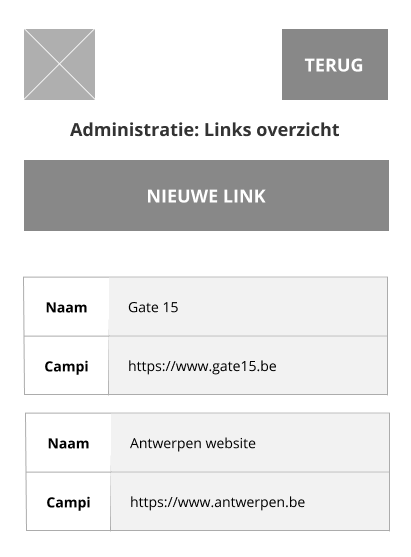 TERUG
Administratie: Links overzicht
NIEUWE LINK
Naam Gate 15
Campi https://www.gate15.be
Naam Antwerpen website
Campi https://www.antwerpen.be